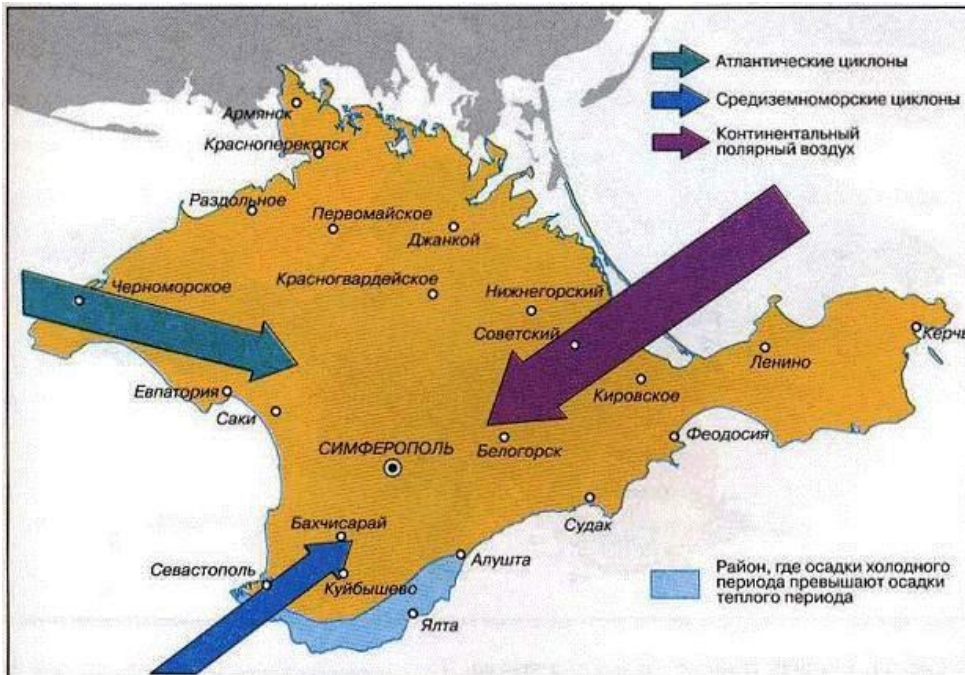 Атлантические циклоны
Средиземноморские циклоны
Континентальный
полярный воздух
Армянск
Красноперекопск
Раздольное
Первомайское
Джанкой
Черноморское
Красногвардейское
Нижнегорский
Советский
Керчь
Ленино
Евпатория
Кировское
Саки
Феодосия
СИМФЕРОПОЛЬ
Белогорск
Судак
Бахчисарай
Алушта
Севастополь
Куйбышево
Ялта
Район, где осадки холодного
периода превышают осадки
теплого периода